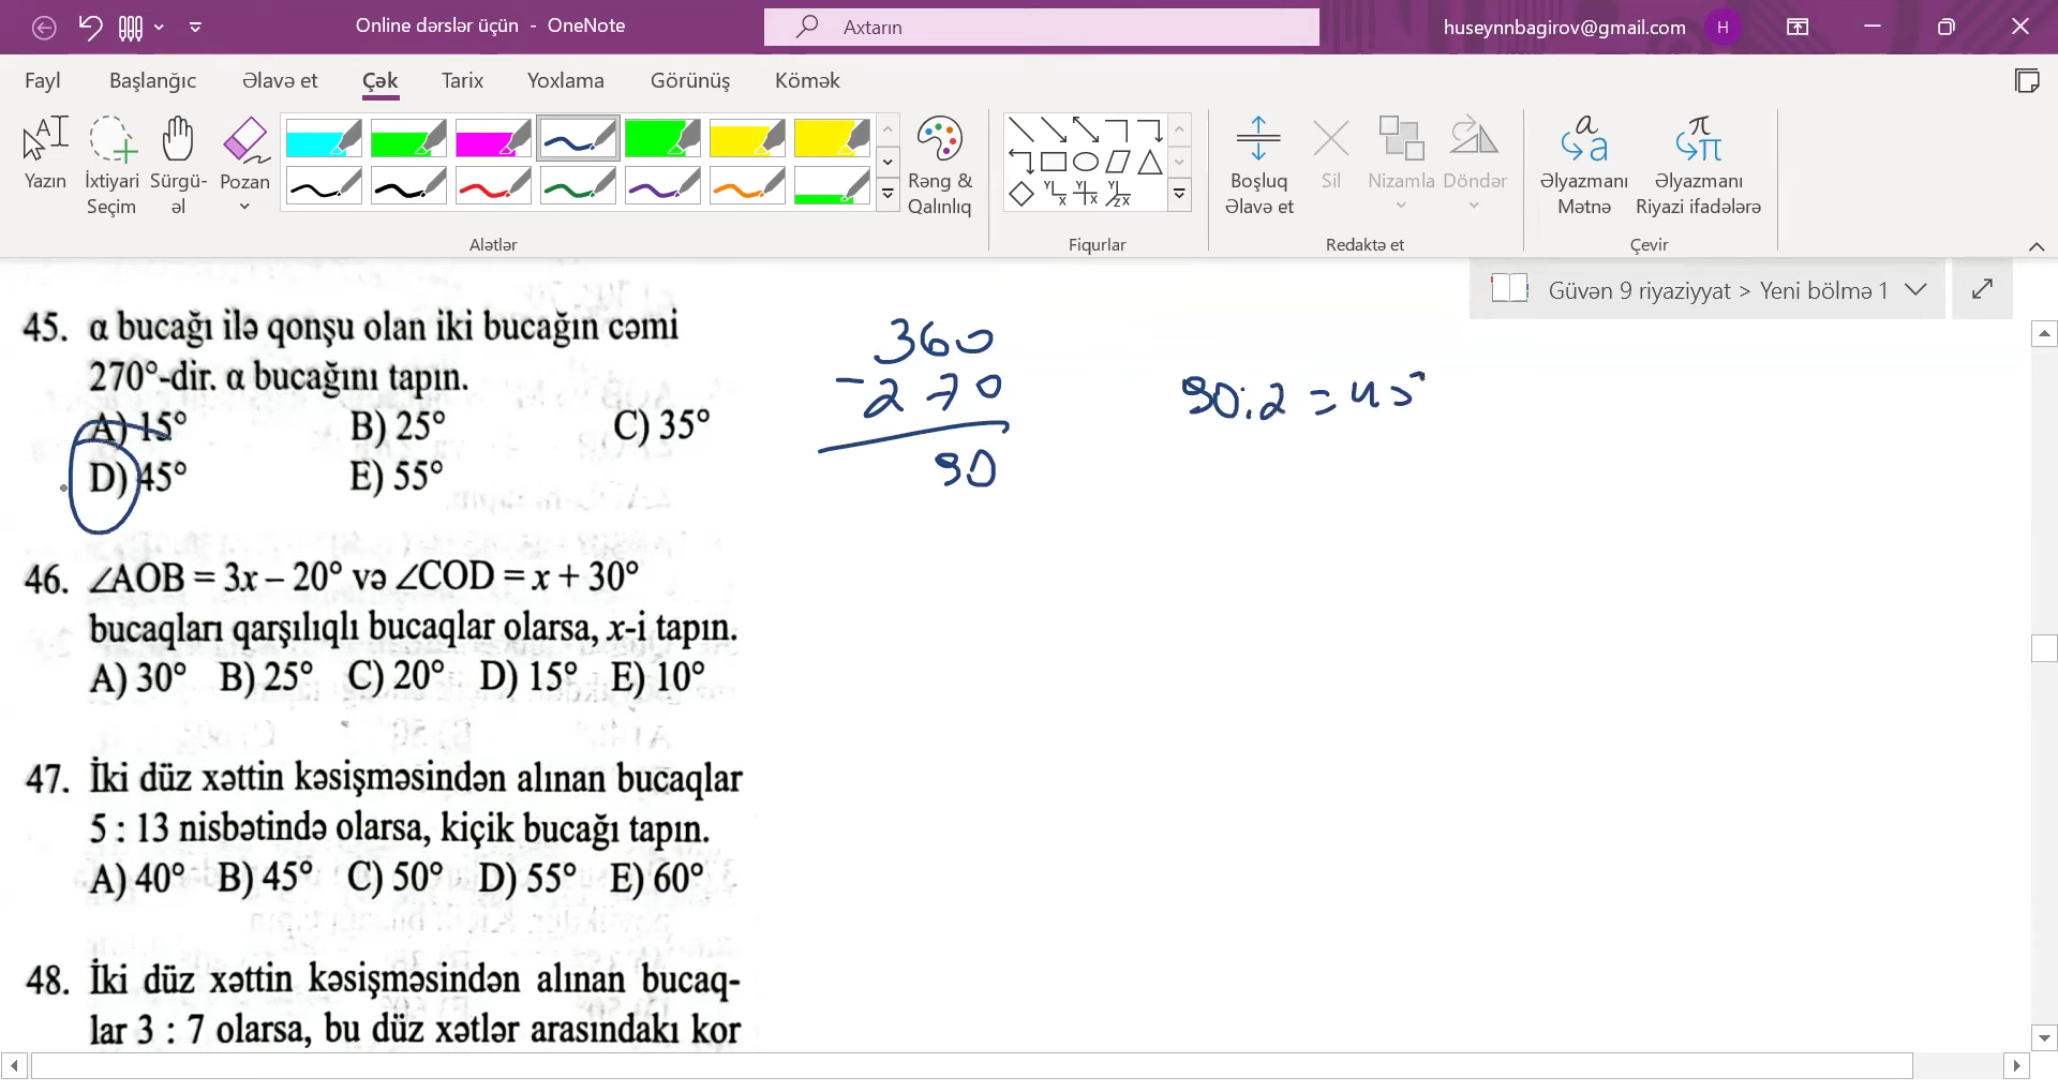 Online dərslər üçün - OneNote
Axtarın
huseynnbagirov@gmail.com
H
Fayl Başlanğıc Əlavə et Çək Tarix Yoxlama Görünüş Kömək
Yazın
İxtiyari Seçim
Sürgü-əl
Pozan
Rəng & Qalınlıq
Boşluq Əlavə et
Sil
Nizamla
Döndər
Əlyazmanı Mətnə
Əlyazmanı Riyazi ifadələrə
Alətlər Fiqurlar Redaktə et Çevir
Güvən 9 riyaziyyat > Yeni bölmə 1
45. α bucağı ilə qonşu olan iki bucağın cəmi
270°-dir. α bucağını tapın.
A) 15° B) 25° C) 35°
D) 45° E) 55°
360
- 270
90
90:2 = 45°
46. ∠AOB = 3x – 20° və ∠COD = x + 30°
bucaqları qarşılıqlı bucaqlar olarsa, x-i tapın.
A) 30° B) 25° C) 20° D) 15° E) 10°
47. İki düz xəttin kəsişməsindən alınan bucaqlar
5 : 13 nisbətində olarsa, kiçik bucağı tapın.
A) 40° B) 45° C) 50° D) 55° E) 60°
48. İki düz xəttin kəsişməsindən alınan bucaq-
lar 3 : 7 olarsa, bu düz xətlər arasındakı kor